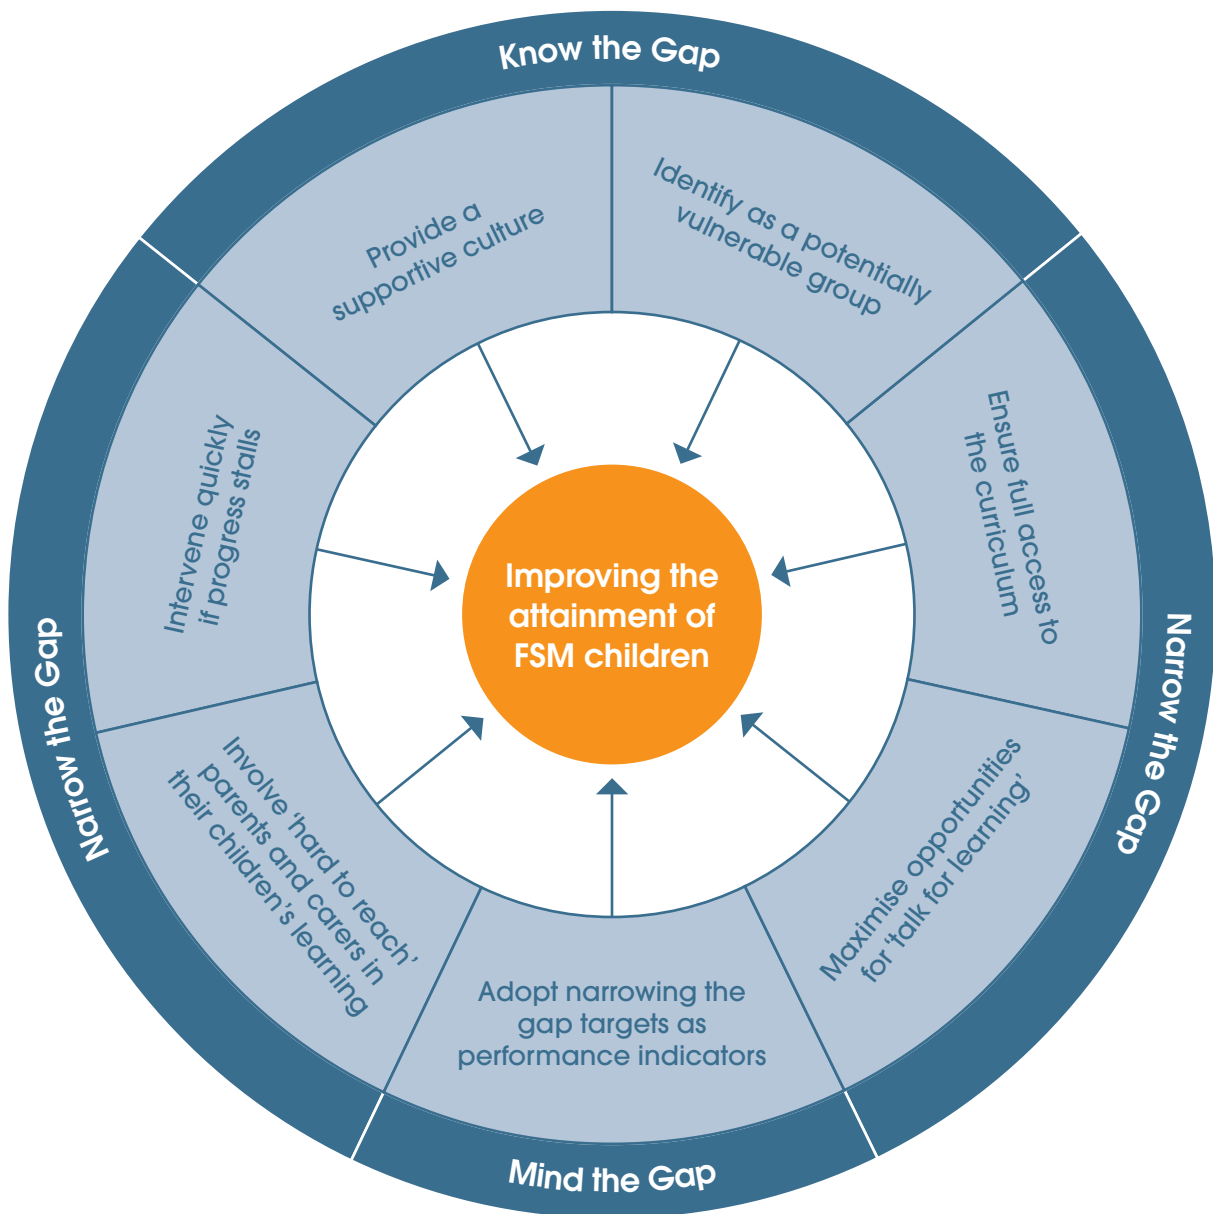 Know the Gap
Provide a
supportive culture
Identify as a potentially
vulnerable group
Ensure full access to
the curriculum
Maximise opportunities
for ‘talk for learning’
Adopt narrowing the
gap targets as
performance indicators
Involve ‘hard to reach’
parents and carers in
their children’s learning
Intervene quickly
if progress stalls
Improving the
attainment of
FSM children
Narrow the Gap
Narrow the Gap
Mind the Gap